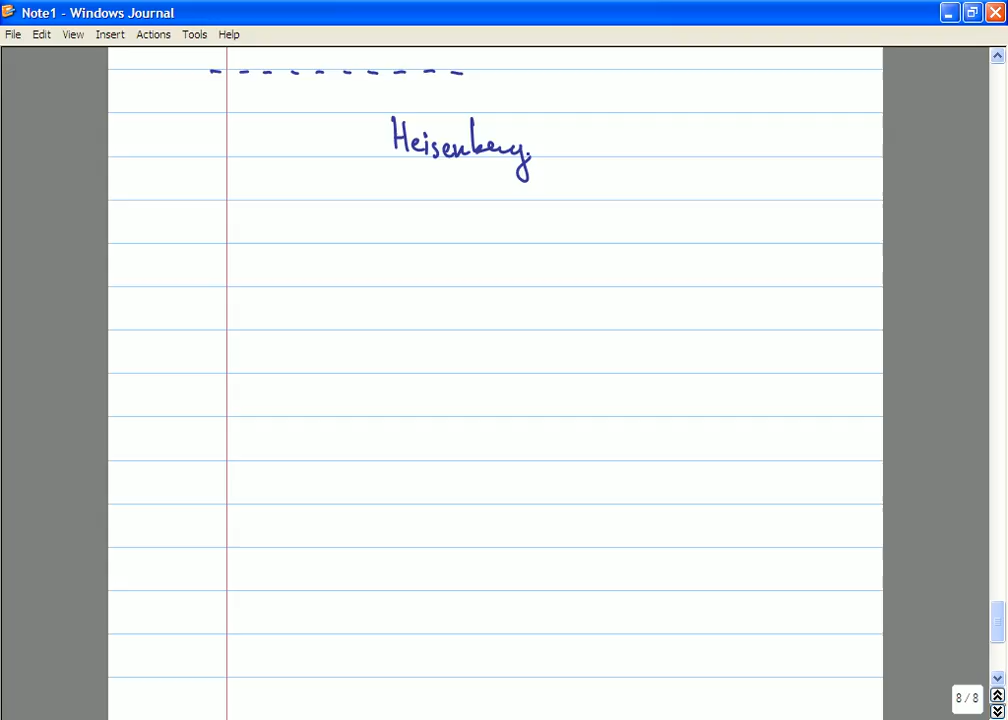 Note1 - Windows Journal
File Edit View Insert Actions Tools Help
- - - - - - - - - -
Heisenberg.
8/8